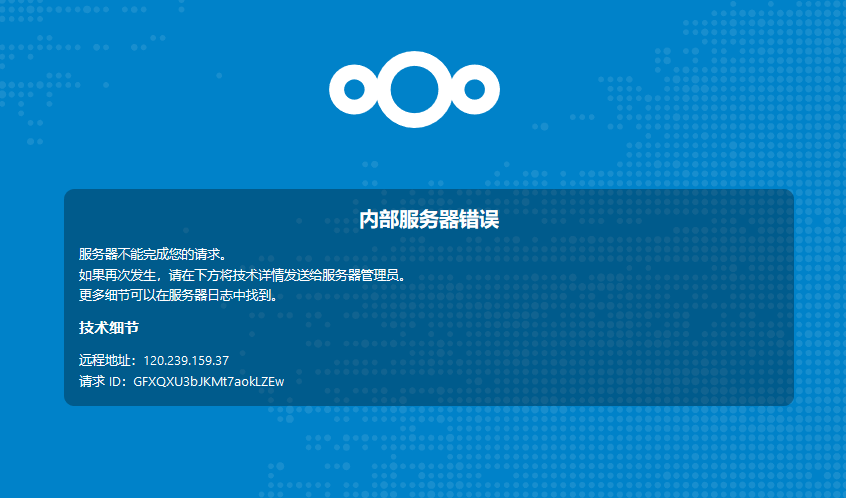 内部服务器错误
服务器不能完成您的请求。
如果再次发生，请在下方将技术详情发送给服务器管理员。
更多细节可以在服务器日志中找到。
技术细节
远程地址：120.239.159.37
请求 ID：GFXQXU3bJKMt7aokLZEw